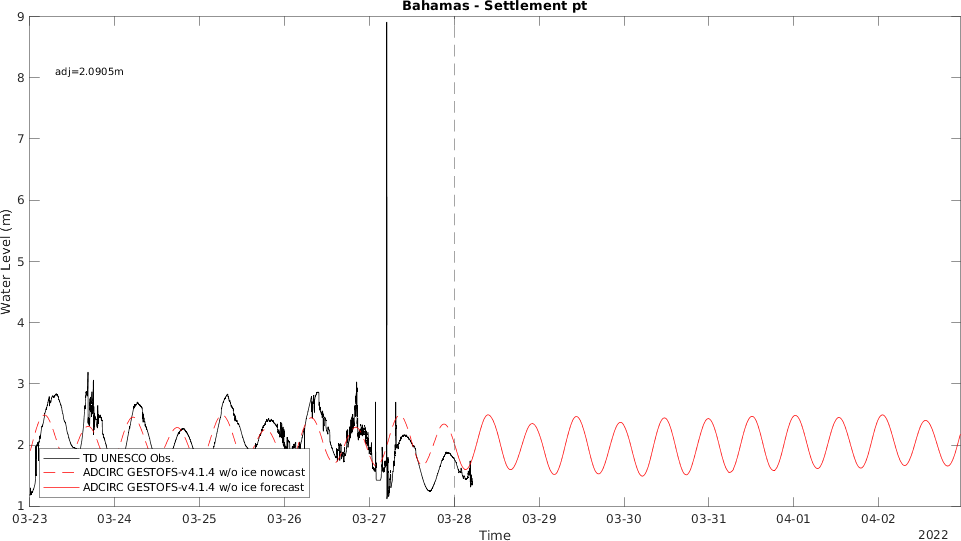 Bahamas - Settlement pt
9
adj=2.0905m
8
7
6
5
4
3
2
1
Water Level (m)
TD UNESCO Obs.
ADCIRC GESTOFS-v4.1.4 w/o ice nowcast
ADCIRC GESTOFS-v4.1.4 w/o ice forecast
03-23 03-24 03-25 03-26 03-27 03-28 03-29 03-30 03-31 04-01 04-02
Time
2022